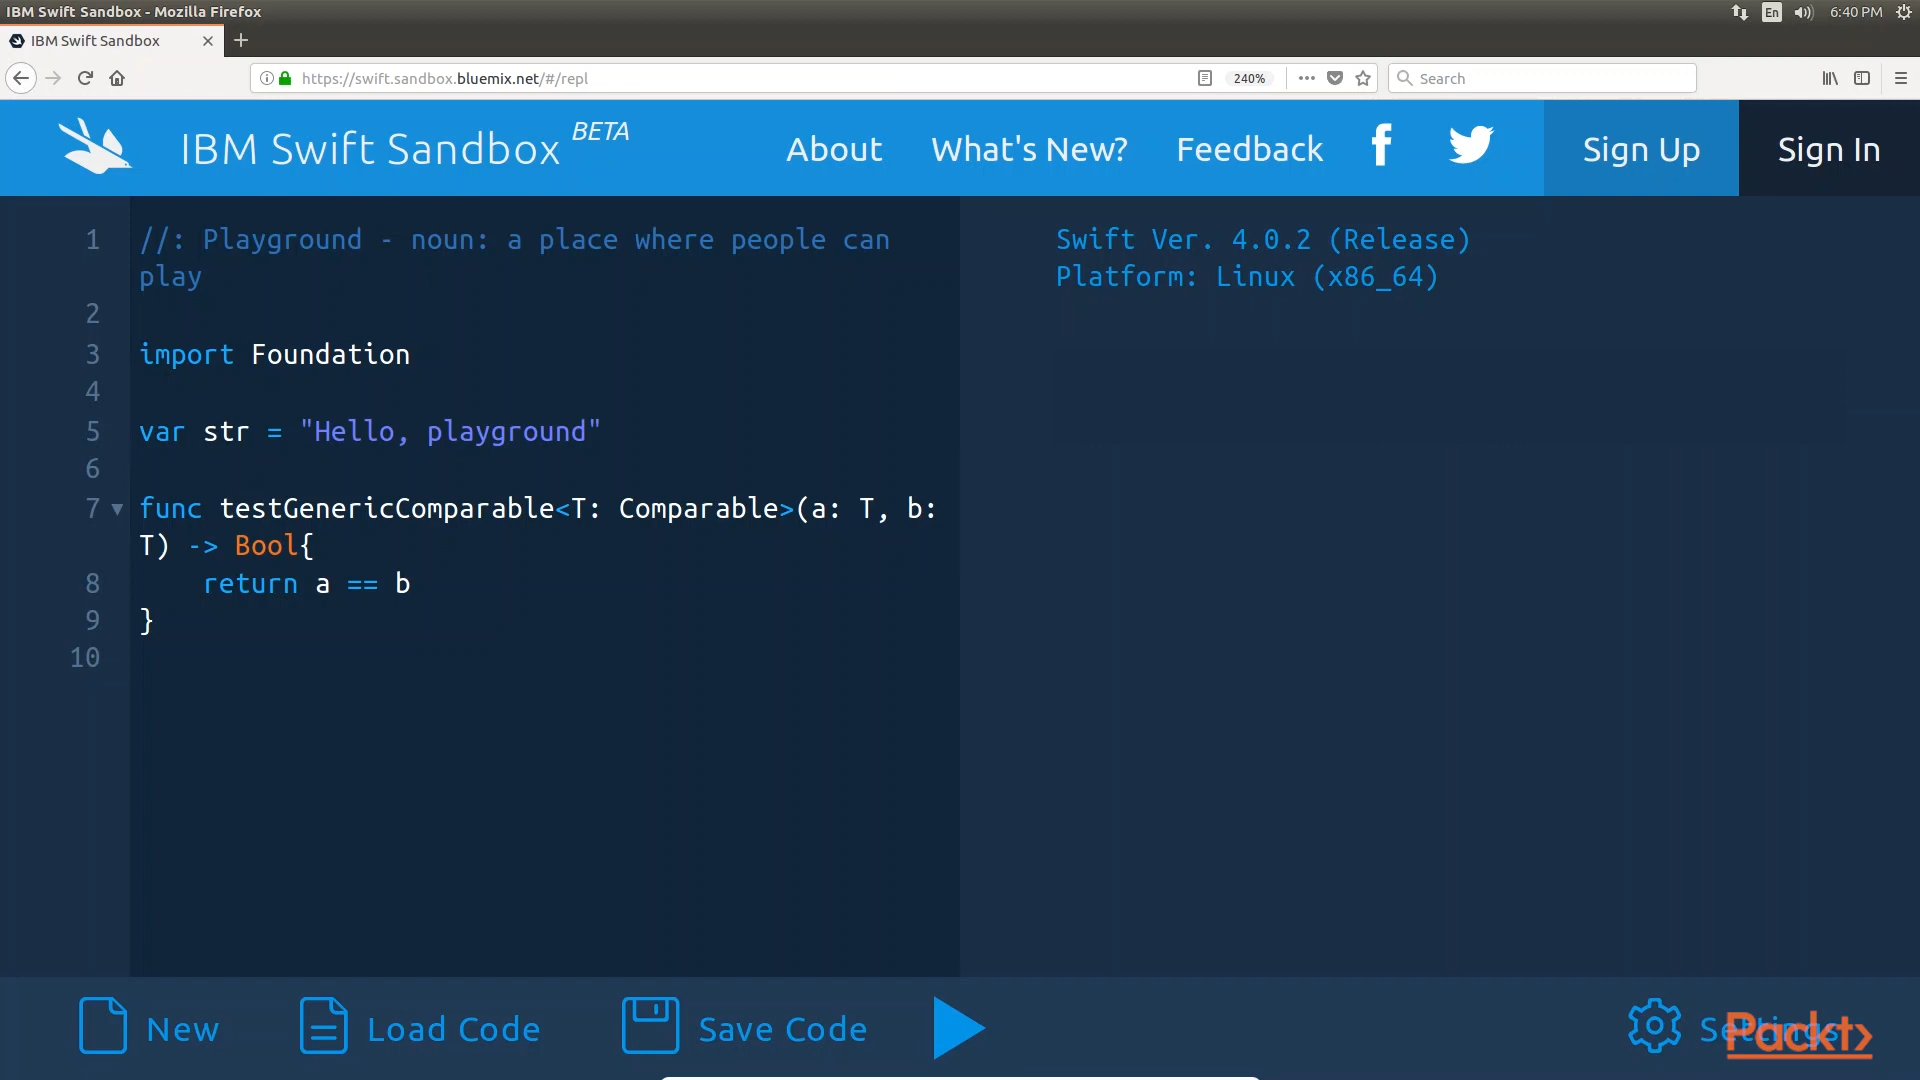 IBM Swift Sandbox - Mozilla Firefox
En
6:40 PM
IBM Swift Sandbox
https://swift.sandbox.bluemix.net/#/repl
240%
Search
IBM Swift Sandbox BETA
About
What's New?
Feedback
Sign Up
Sign In
1 //: Playground - noun: a place where people can
play
2
3 import Foundation
4
5 var str = "Hello, playground"
6
7 func testGenericComparable<T: Comparable>(a: T, b:
T) -> Bool{
8 return a == b
9 }
10
Swift Ver. 4.0.2 (Release)
Platform: Linux (x86_64)
New
Load Code
Save Code
Settings
Packt>